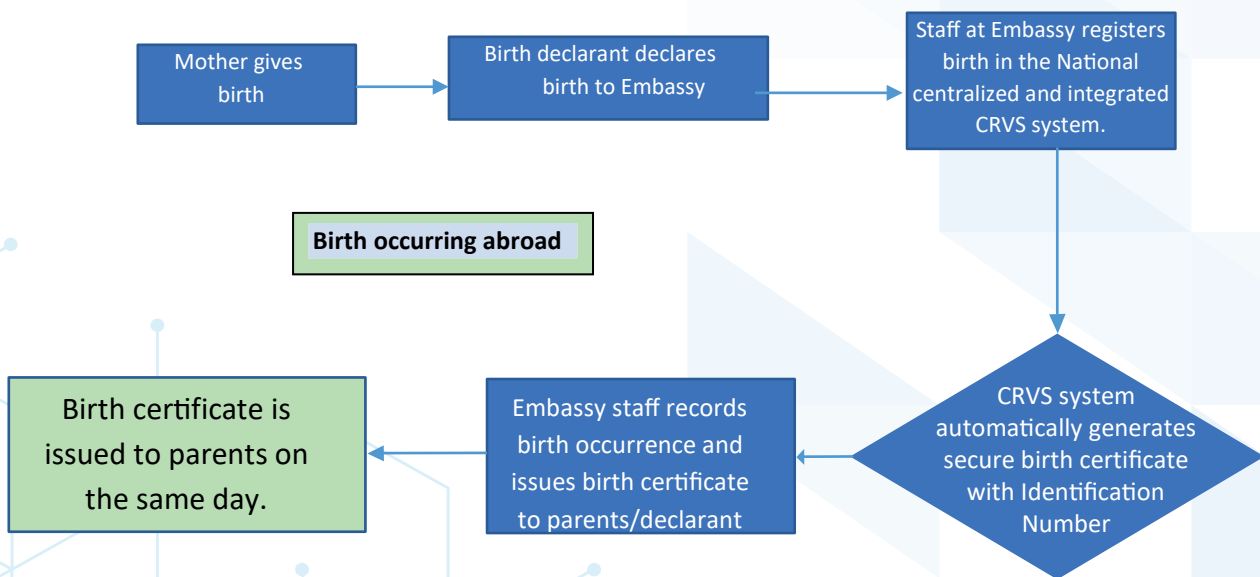 Mother gives
birth
Birth declarant declares
birth to Embassy
Staff at Embassy registers
birth in the National
centralized and integrated
CRVS system.
Birth occurring abroad
CRVS system
automatically generates
secure birth certificate
with Identification
Number
Embassy staff records
birth occurrence and
issues birth certificate
to parents/declarant
Birth certificate is
issued to parents on
the same day.